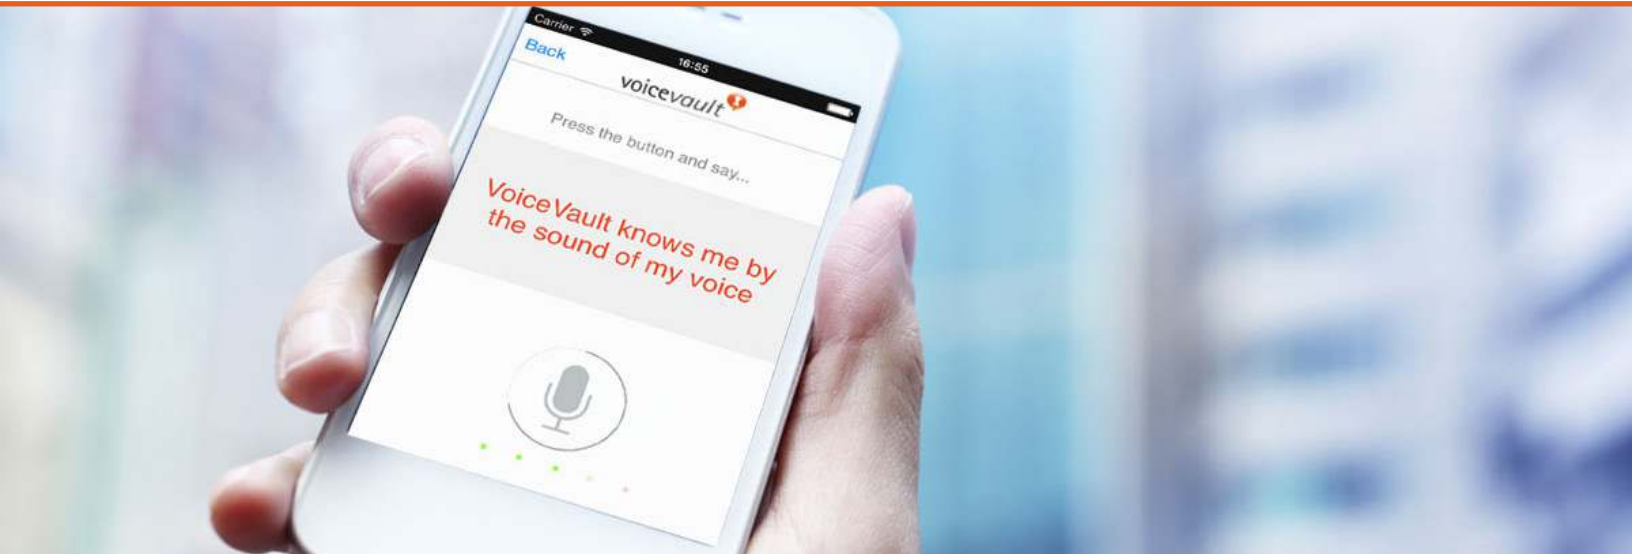 Carrier
16:55
Back
voicevault
Press the button and say...
VoiceVault knows me by
the sound of my voice